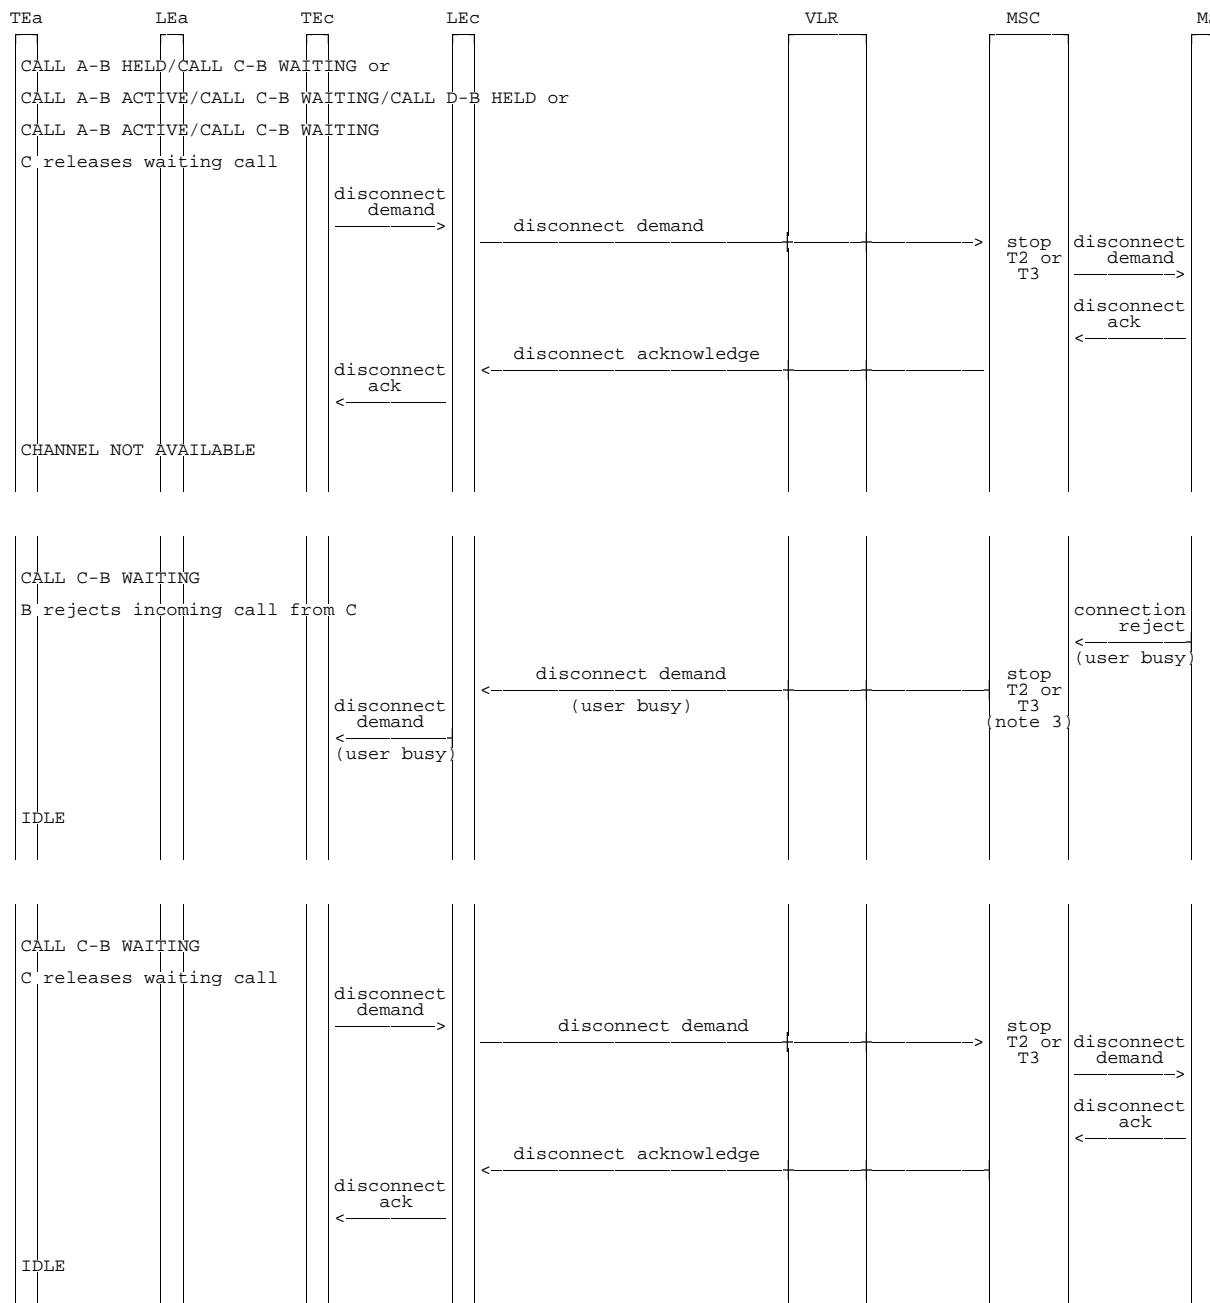 TEa LEa TEc LEc VLR MSC
CALL A-B HELD/CALL C-B WAITING or
CALL A-B ACTIVE/CALL C-B WAITING/CALL D-B HELD or
CALL A-B ACTIVE/CALL C-B WAITING
C releases waiting call
disconnect
demand
disconnect demand
stop
T2 or
T3
disconnect
demand
disconnect
ack
disconnect acknowledge
disconnect
ack
CHANNEL NOT AVAILABLE
CALL C-B WAITING
B rejects incoming call from C
connection
reject
(user busy)
stop
T2 or
T3
(note 3)
disconnect demand
(user busy)
disconnect
demand
(user busy)
IDLE
CALL C-B WAITING
C releases waiting call
disconnect
demand
disconnect demand
stop
T2 or
T3
disconnect
demand
disconnect
ack
disconnect acknowledge
disconnect
ack
IDLE